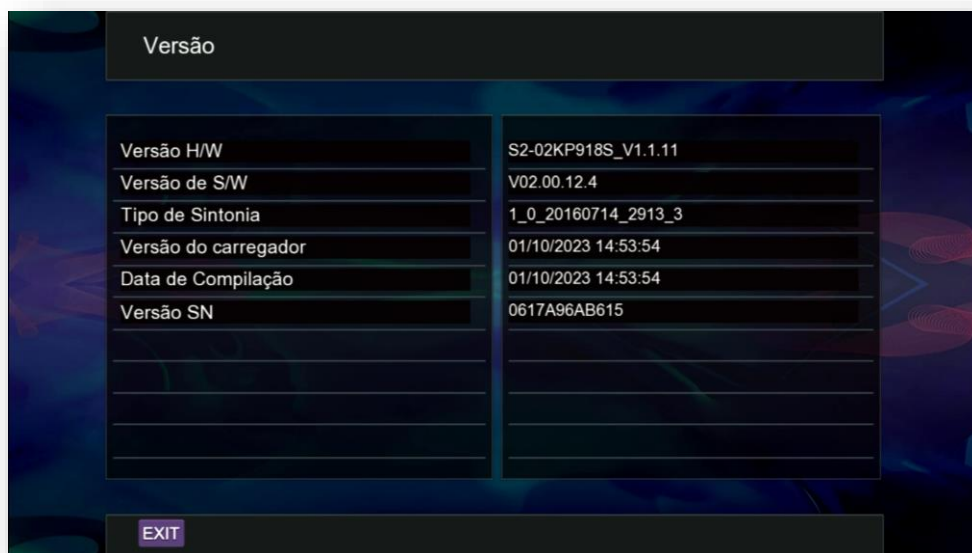 Versão
Versão H/W S2-02KP918S_V1.1.11
Versão de S/W V02.00.12.4
Tipo de Sintonia 1_0_20160714_2913_3
Versão do carregador 01/10/2023 14:53:54
Data de Compilação 01/10/2023 14:53:54
Versão SN 0617A96AB615
EXIT